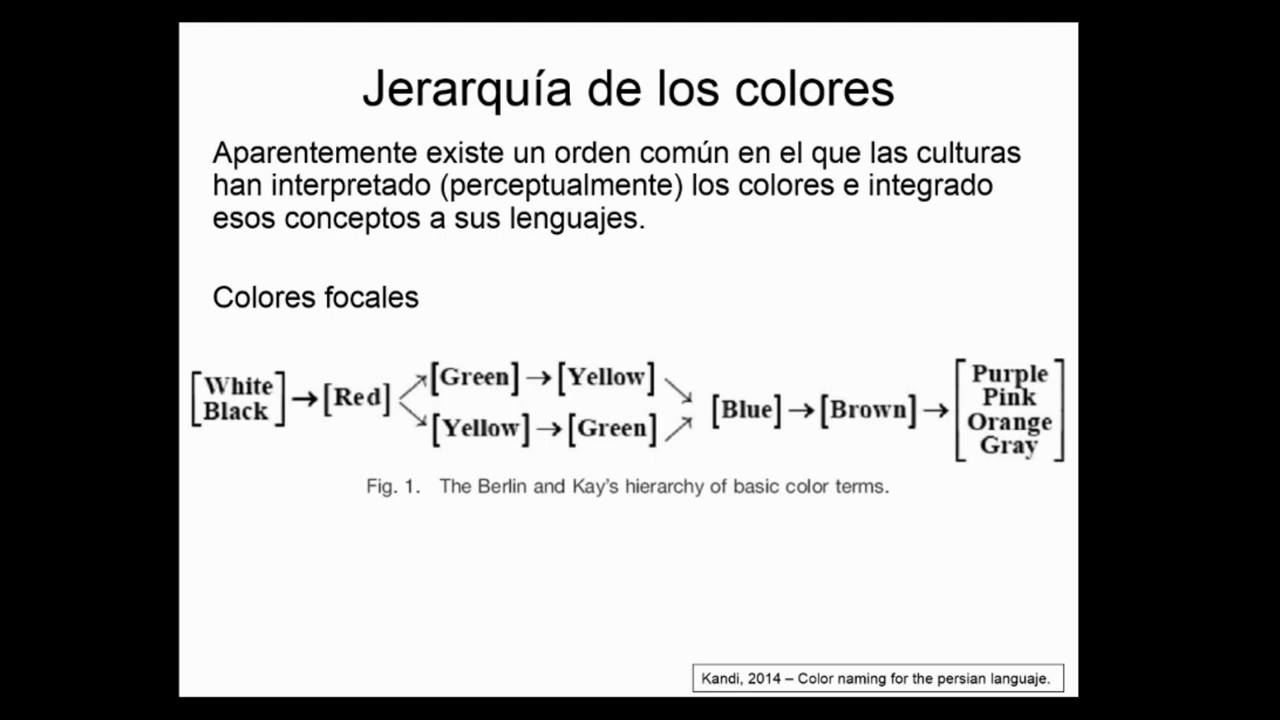 Jerarquía de los colores
Aparentemente existe un orden común en el que las culturas
han interpretado (perceptualmente) los colores e integrado
esos conceptos a sus lenguajes.
Colores focales
[White Black] → [Red]
[Green] → [Yellow]
[Yellow] → [Green]
[Blue] → [Brown] →
[Purple
Pink
Orange
Gray]
Fig. 1. The Berlin and Kay's hierarchy of basic color terms.
Kandi, 2014 – Color naming for the persian languaje.